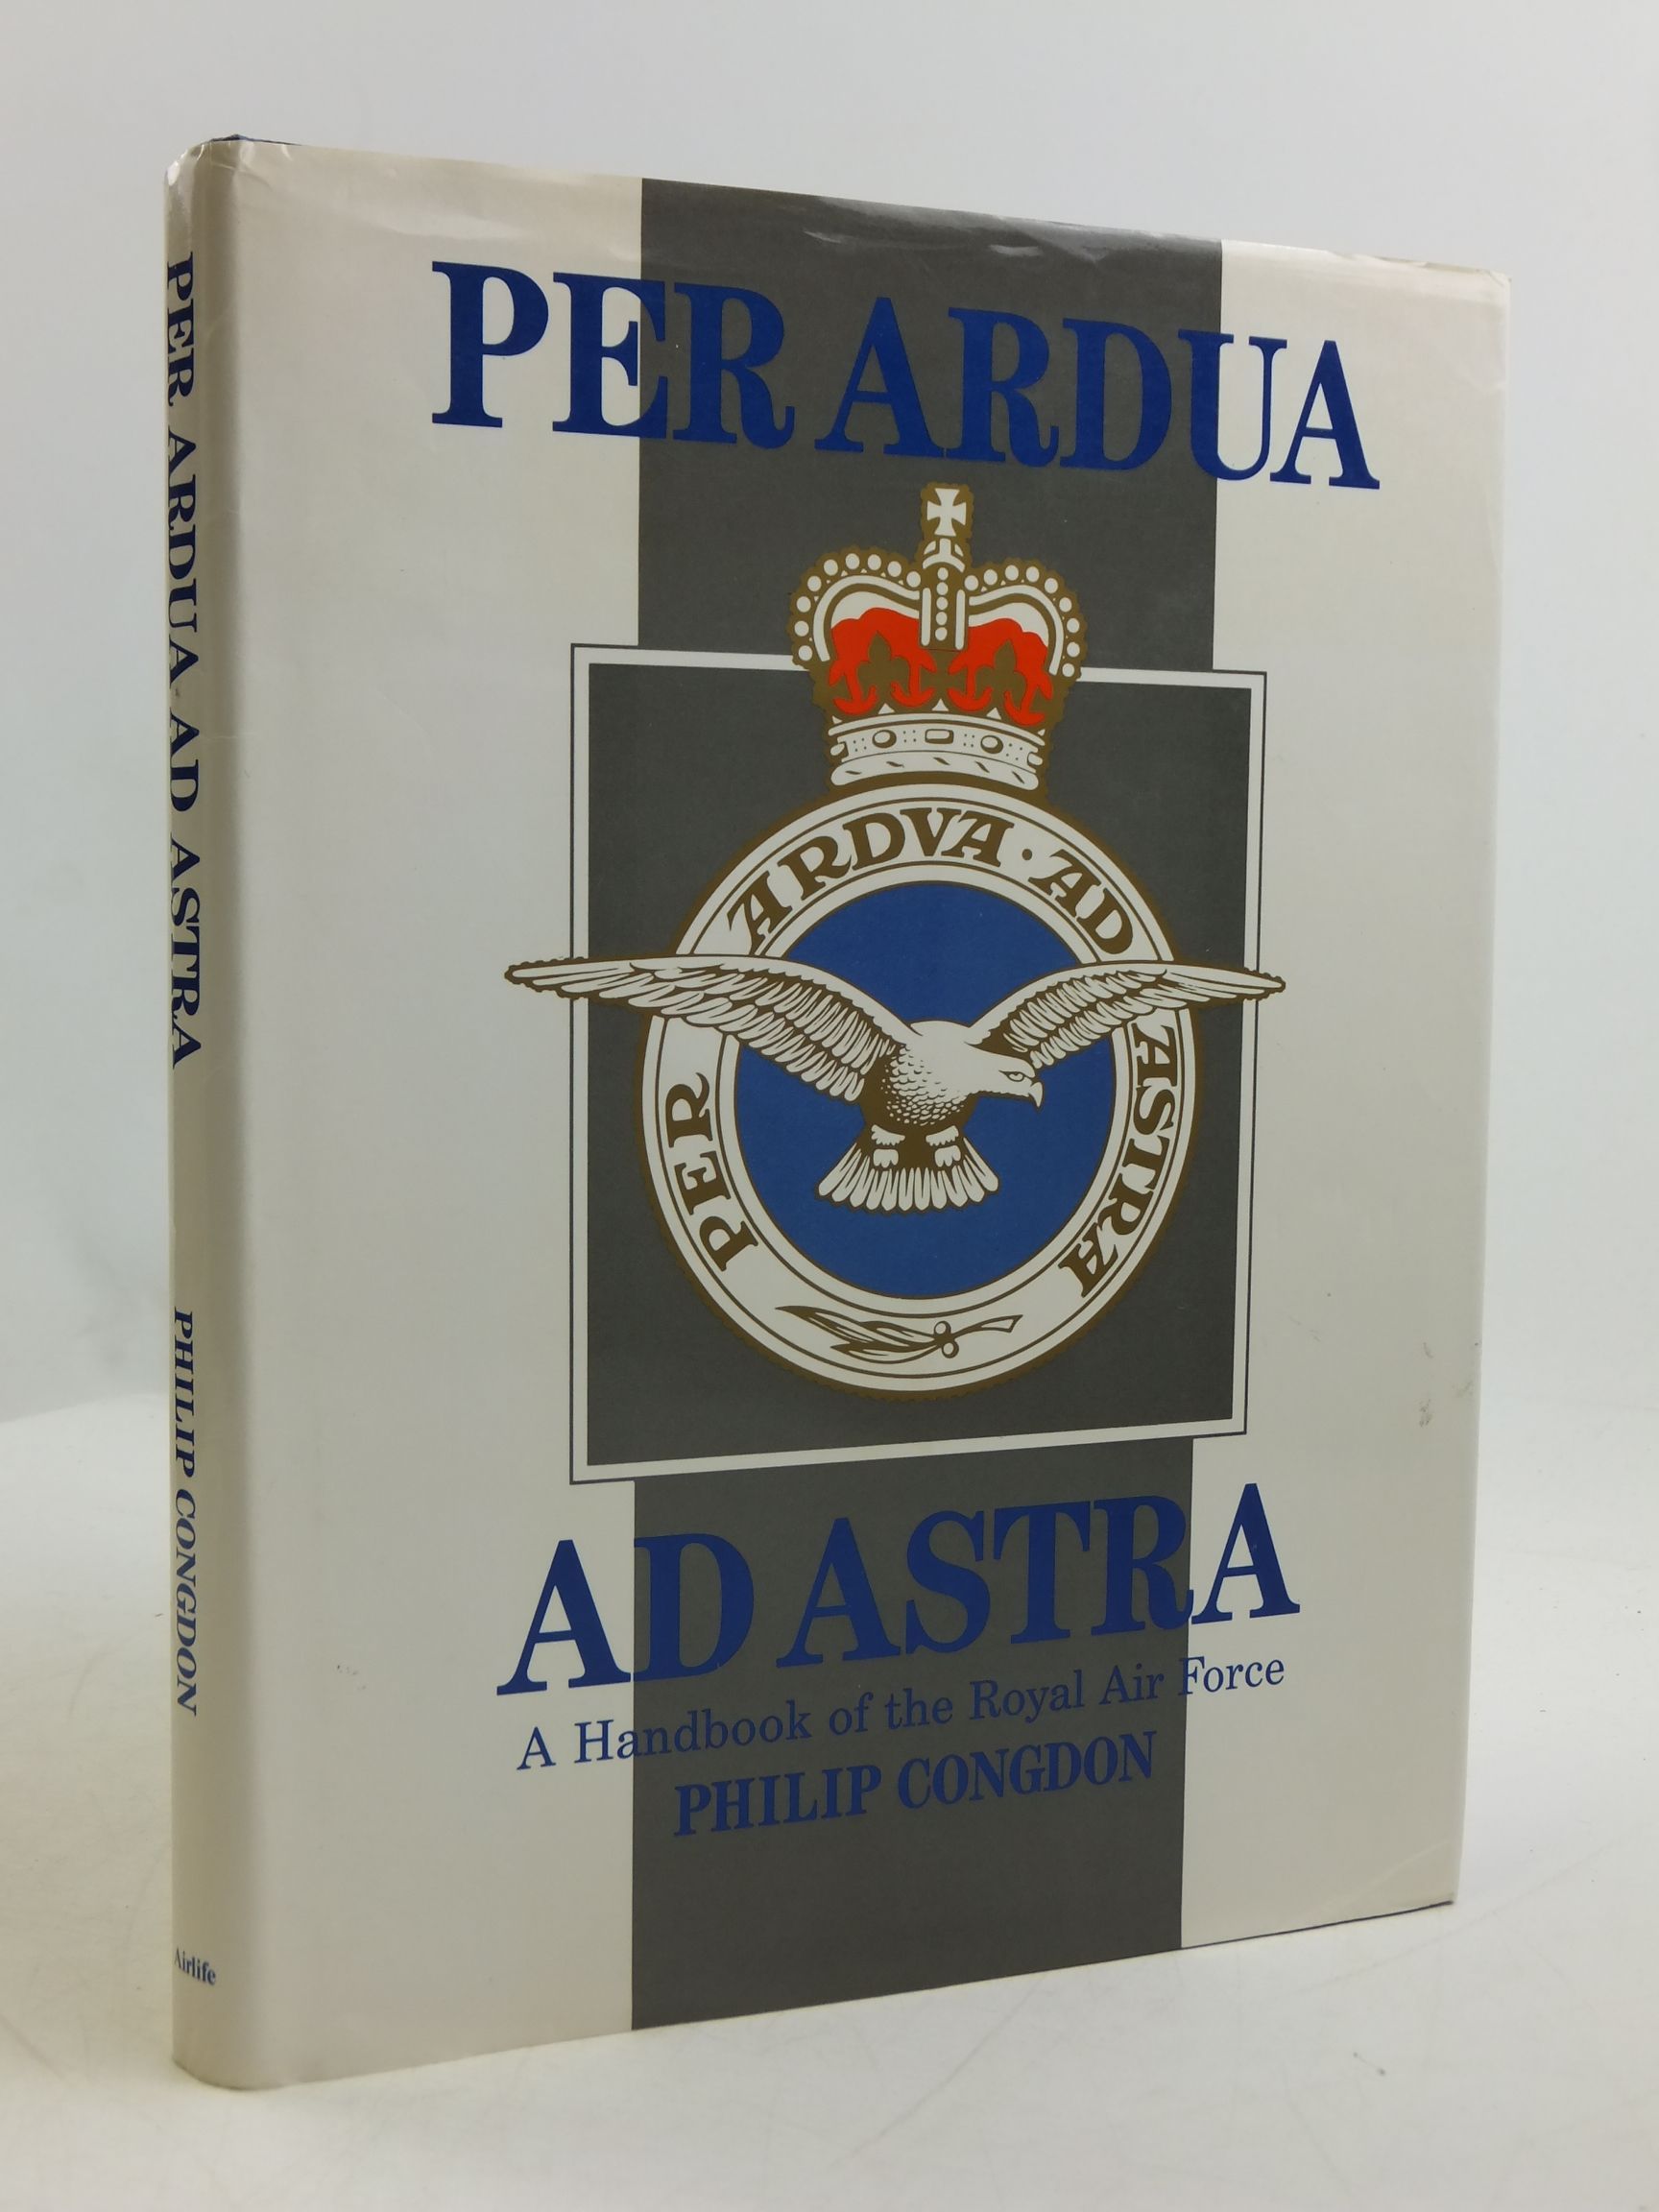 PER ARDUA AD ASTRA
PHILIP CONGDON
Airlife
PER ARDUA
PER ARDVA · AD ASTRA
AD ASTRA
A Handbook of the Royal Air Force
PHILIP CONGDON